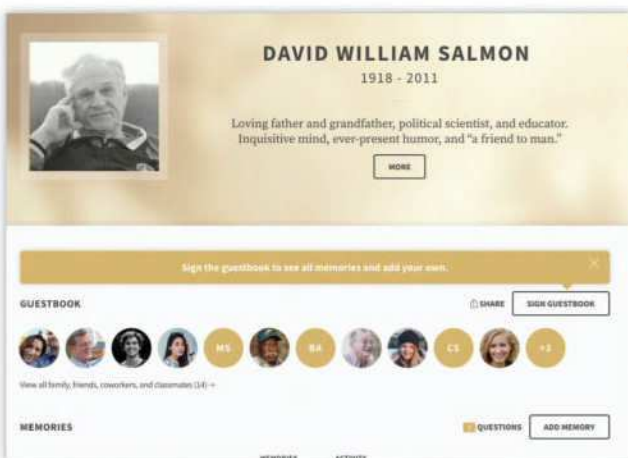 DAVID WILLIAM SALMON
1918 - 2011
Loving father and grandfather, political scientist, and educator.
Inquisitive mind, ever-present humor, and “a friend to man.”
MORE
Sign the guestbook to see all memories and add your own.
GUESTBOOK
SHARE
SIGN GUESTBOOK
MS
BA
CS
+3
View all family, friends, coworkers, and classmates (14) →
MEMORIES
QUESTIONS
ADD MEMORY
MEMORIES
ACTIVITY